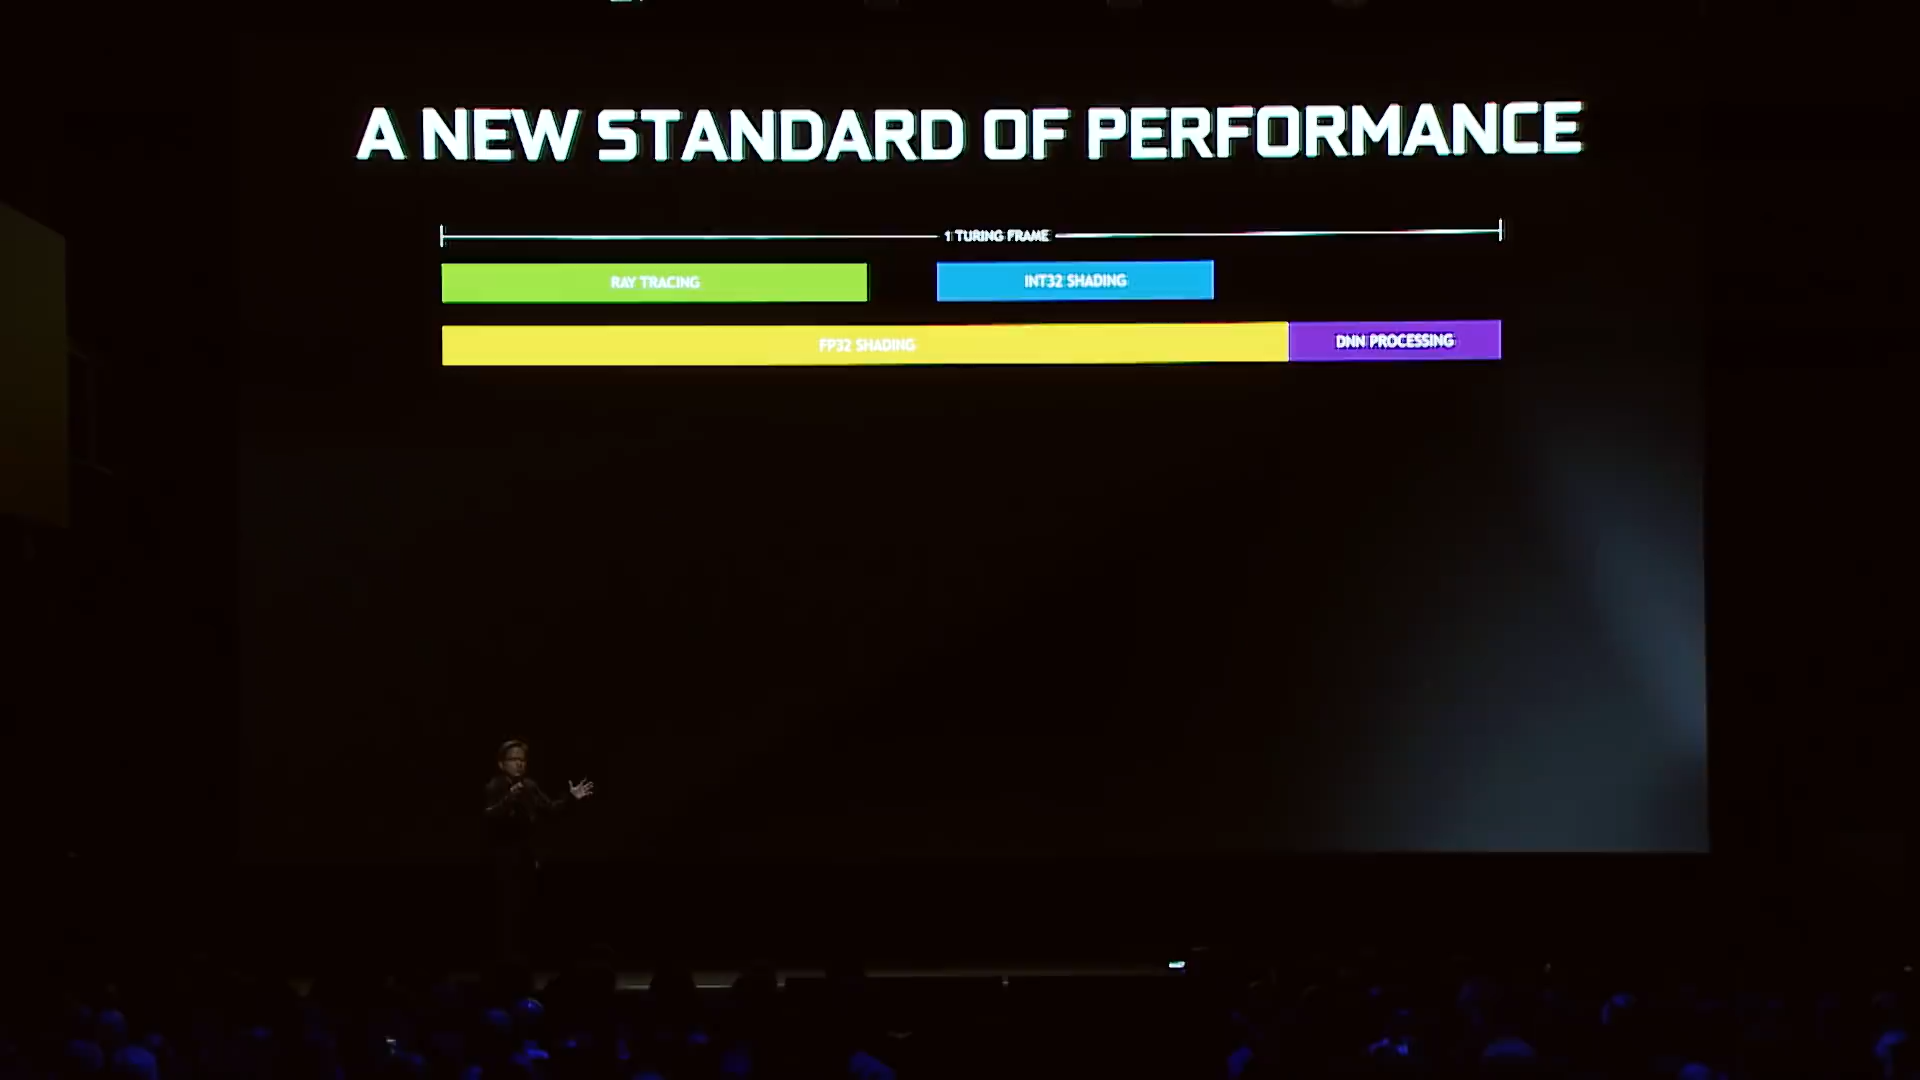 A NEW STANDARD OF PERFORMANCE
1 TURING FRAME
RAY TRACING
INT32 SHADING
FP32 SHADING
DNN PROCESSING